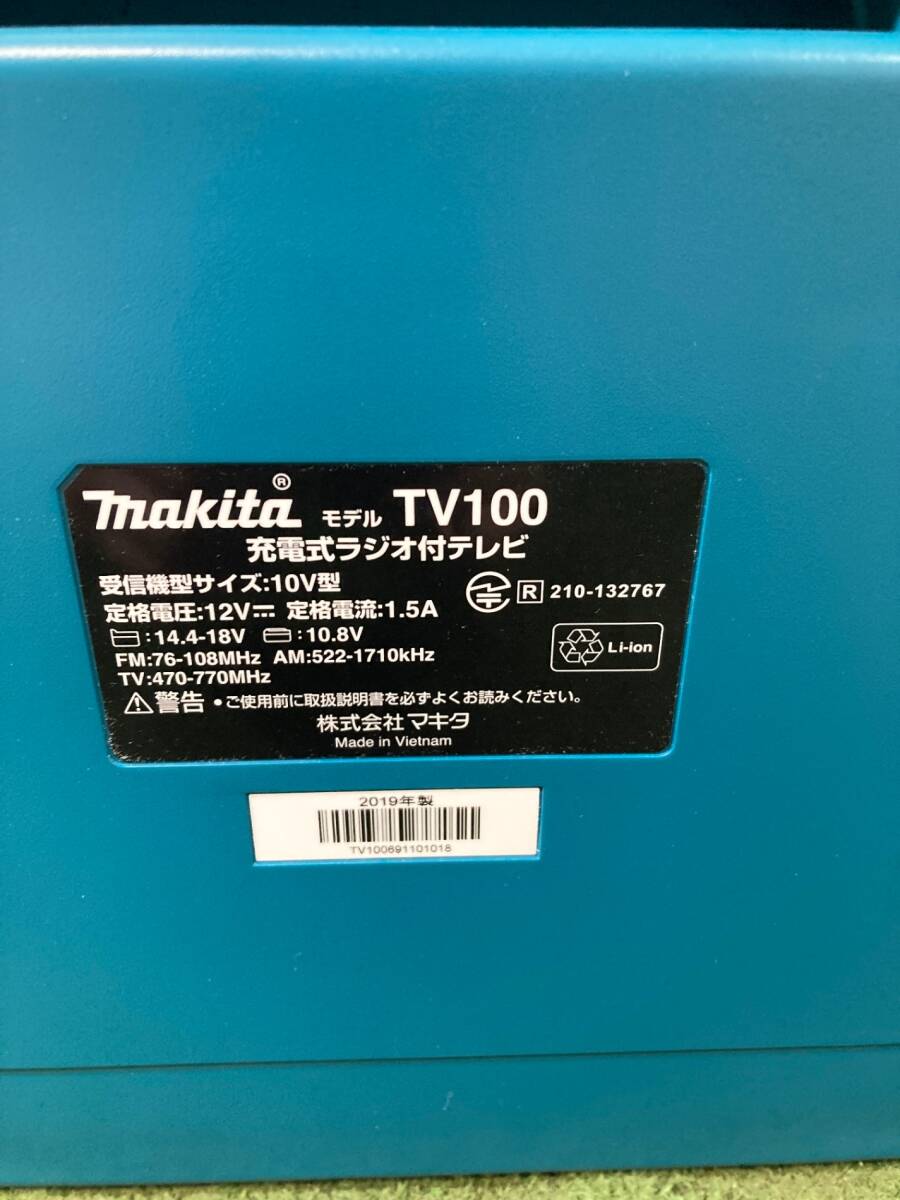 makita® モデル TV100
充電式ラジオ付テレビ
受信機型サイズ:10V型
定格電圧:12V⎓ 定格電流:1.5A
:14.4-18V :10.8V
FM:76-108MHz AM:522-1710kHz
TV:470-770MHz
R 210-132767
Li-ion
警告 •ご使用前に取扱説明書を必ずよくお読みください。
株式会社マキタ
Made in Vietnam
2019年製
TV100691101018